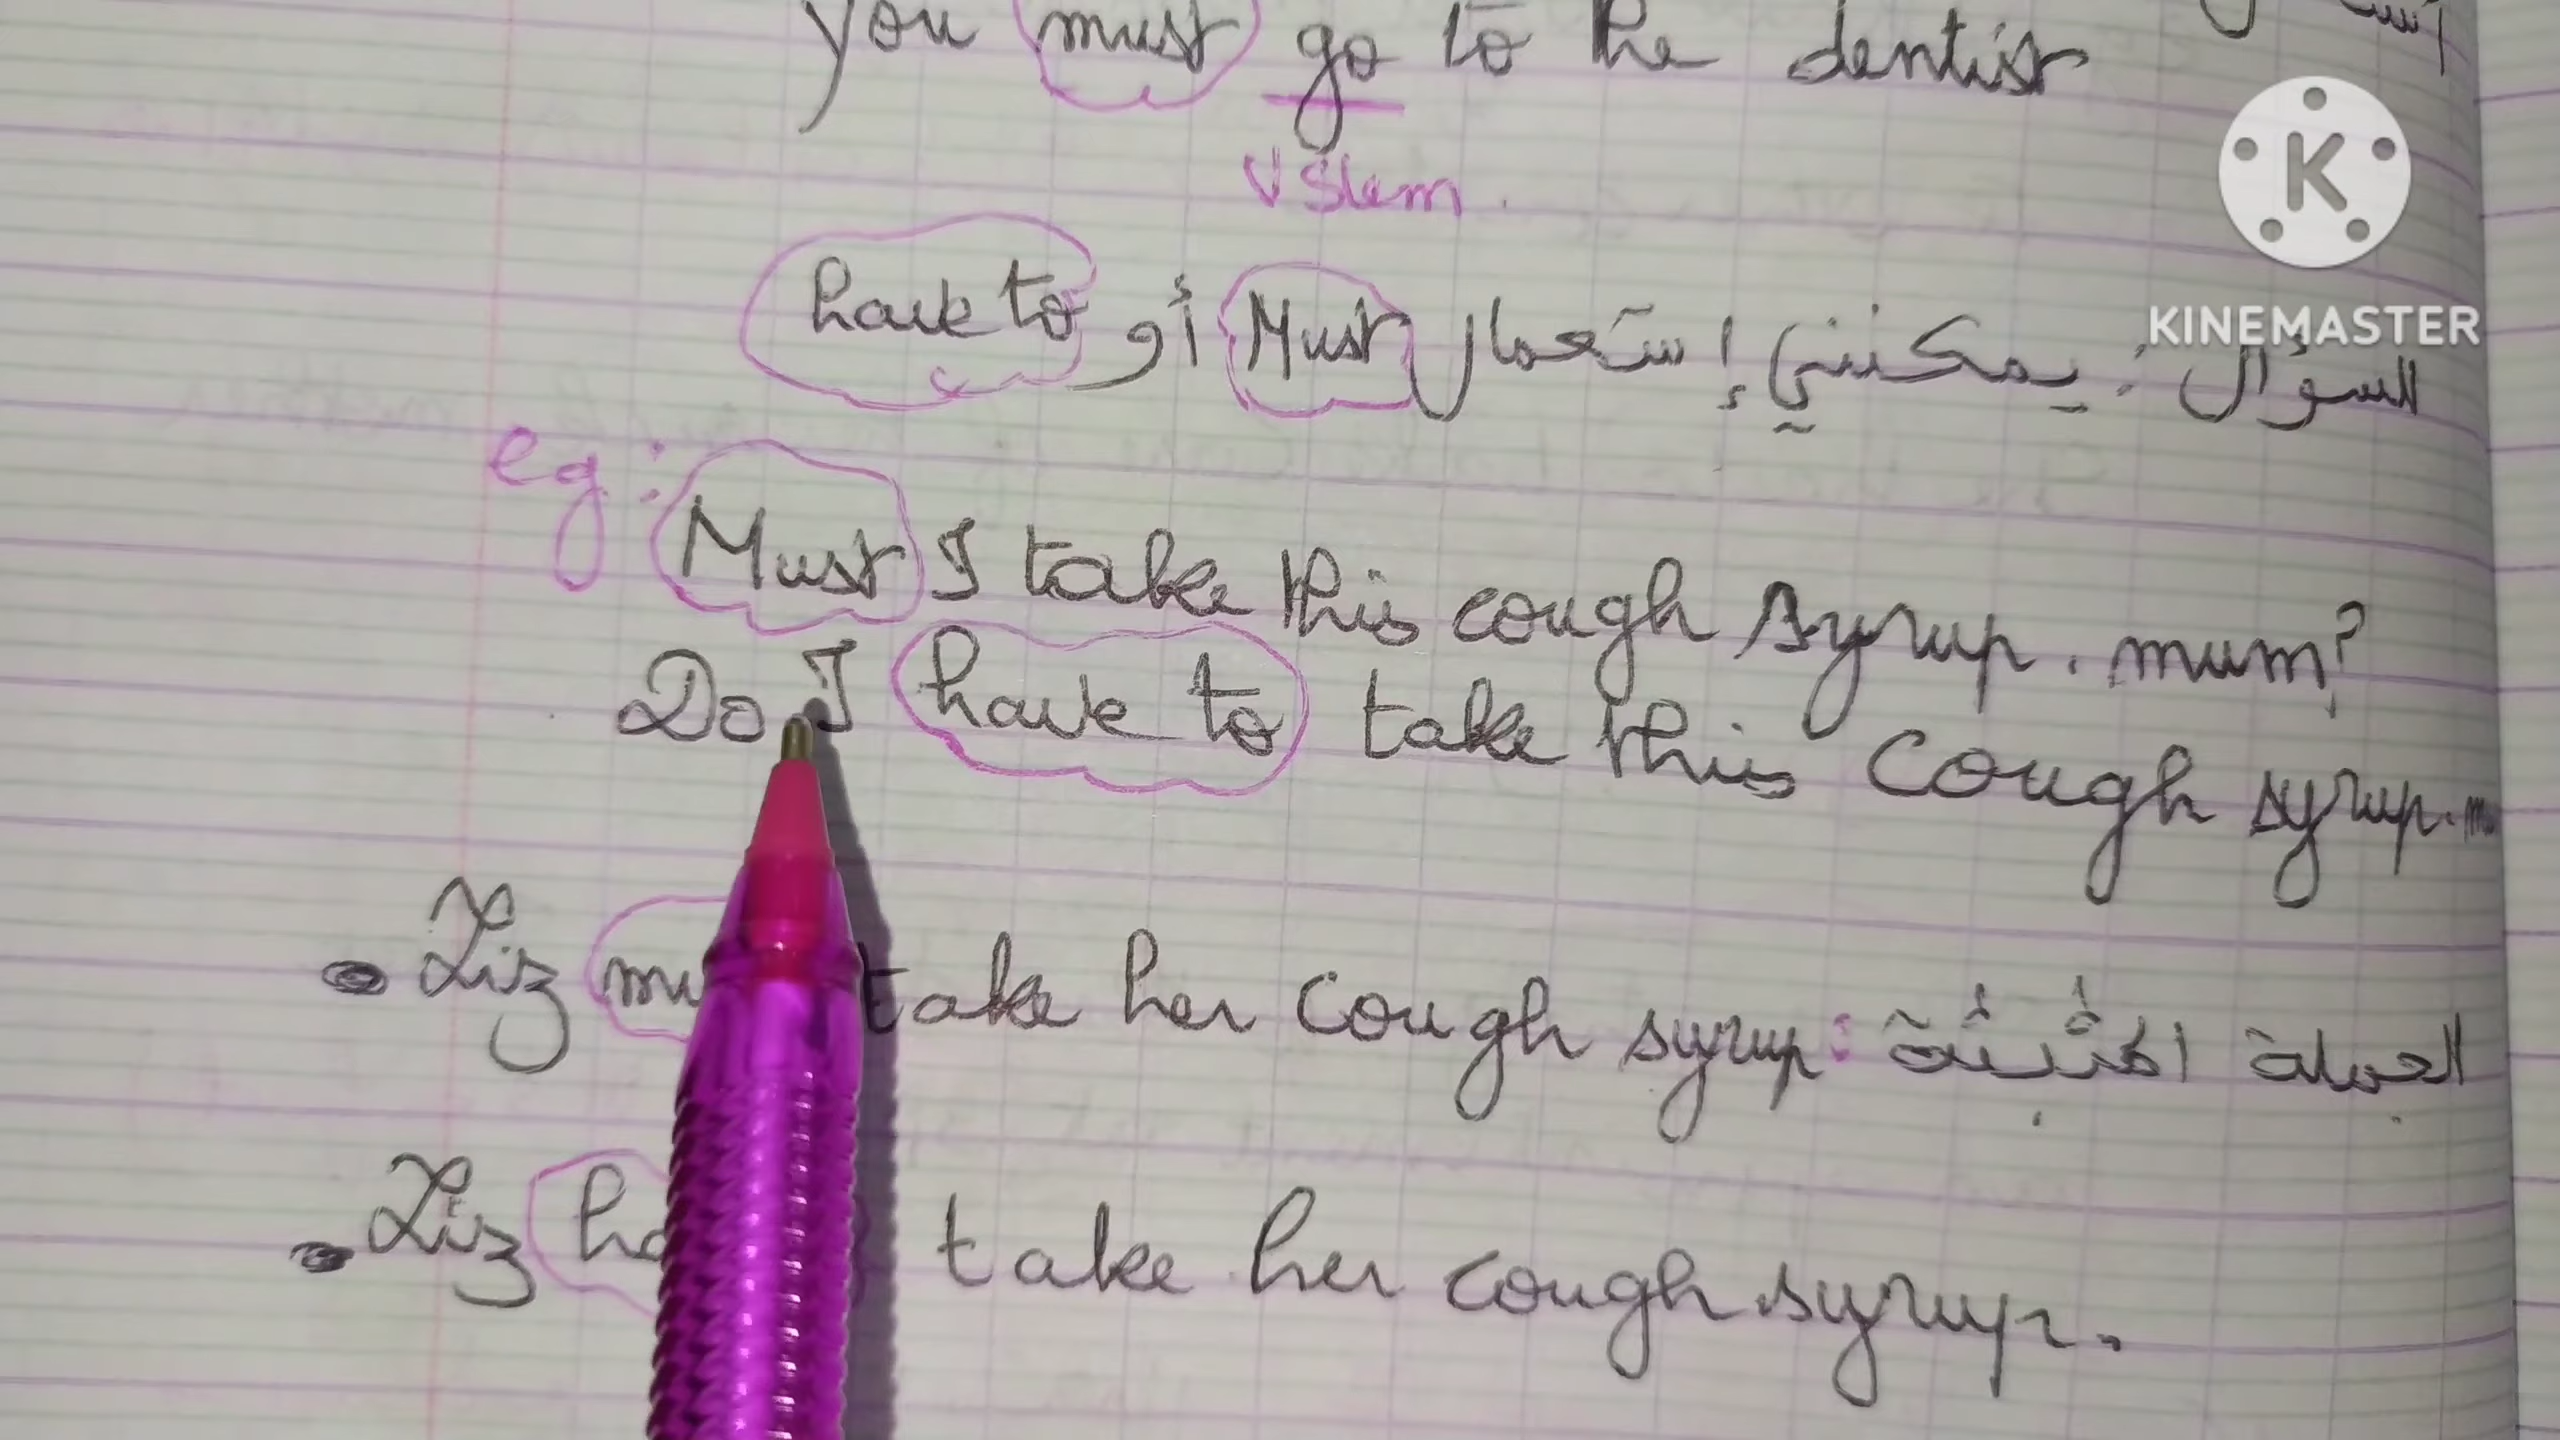 you must go to the dentist
stem.
السؤال : يمكنني إستعمال Must أو have to
eg:
Must I take this cough syrup. mum?
Do I have to take this cough syrup.
- Liz take her cough syrup : الجملة المثبتة
- Liz take her cough syrup.
K
KINEMASTER